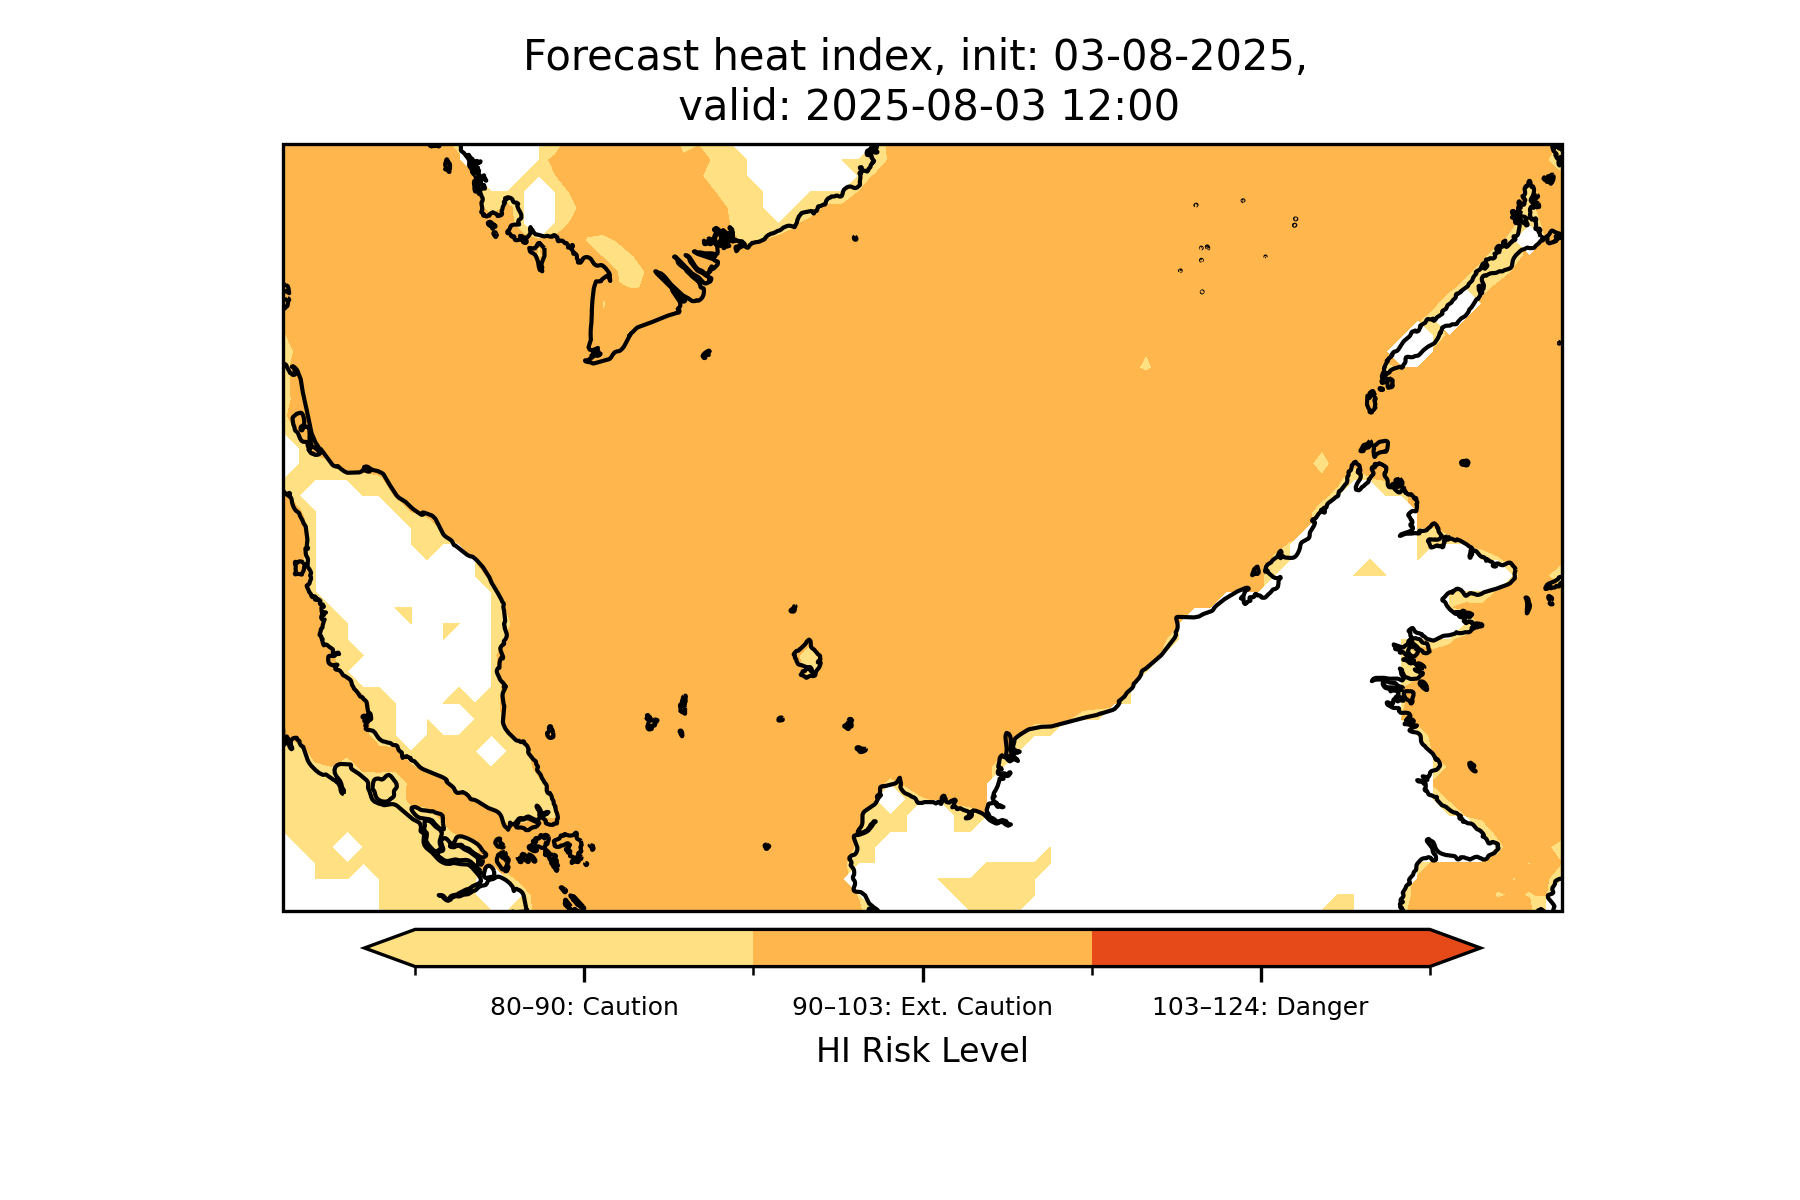 Forecast heat index, init: 03-08-2025,
valid: 2025-08-03 12:00
80–90: Caution
90–103: Ext. Caution
103–124: Danger
HI Risk Level